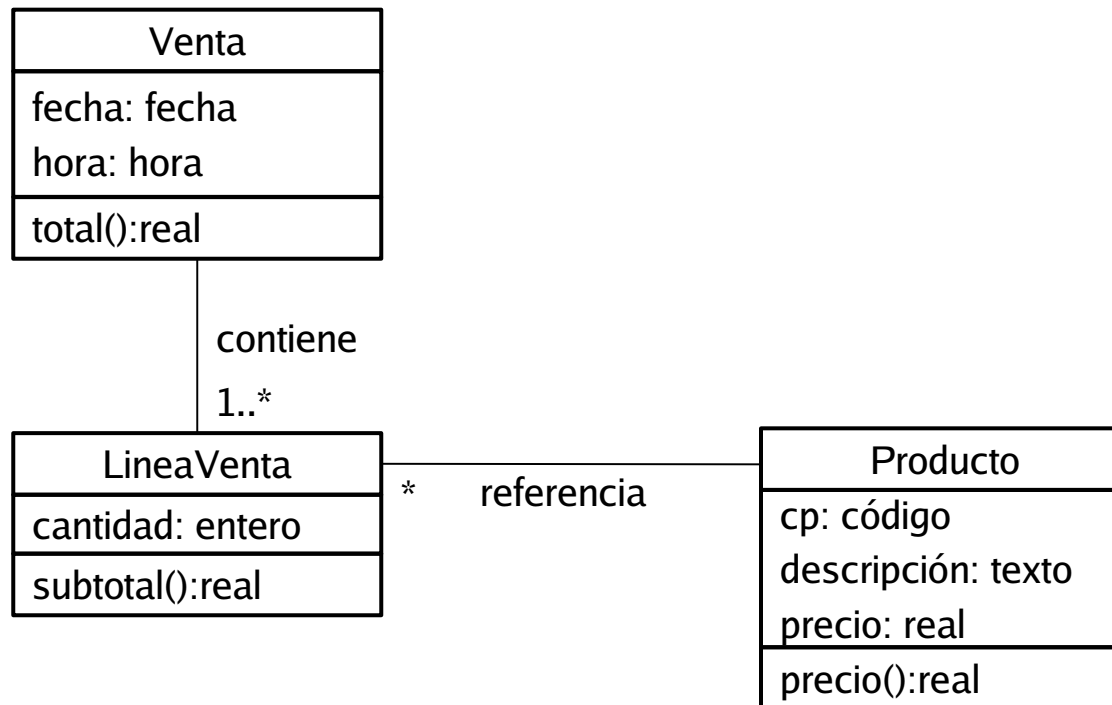 Venta
fecha: fecha
hora: hora
total():real
contiene
1..*
LineaVenta
cantidad: entero
subtotal():real
* referencia
Producto
cp: código
descripción: texto
precio: real
precio():real